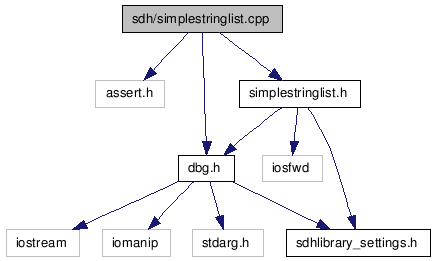 sdh/simplestringlist.cpp
assert.h
simplestringlist.h
dbg.h
iosfwd
iostream
iomanip
stdarg.h
sdhlibrary_settings.h